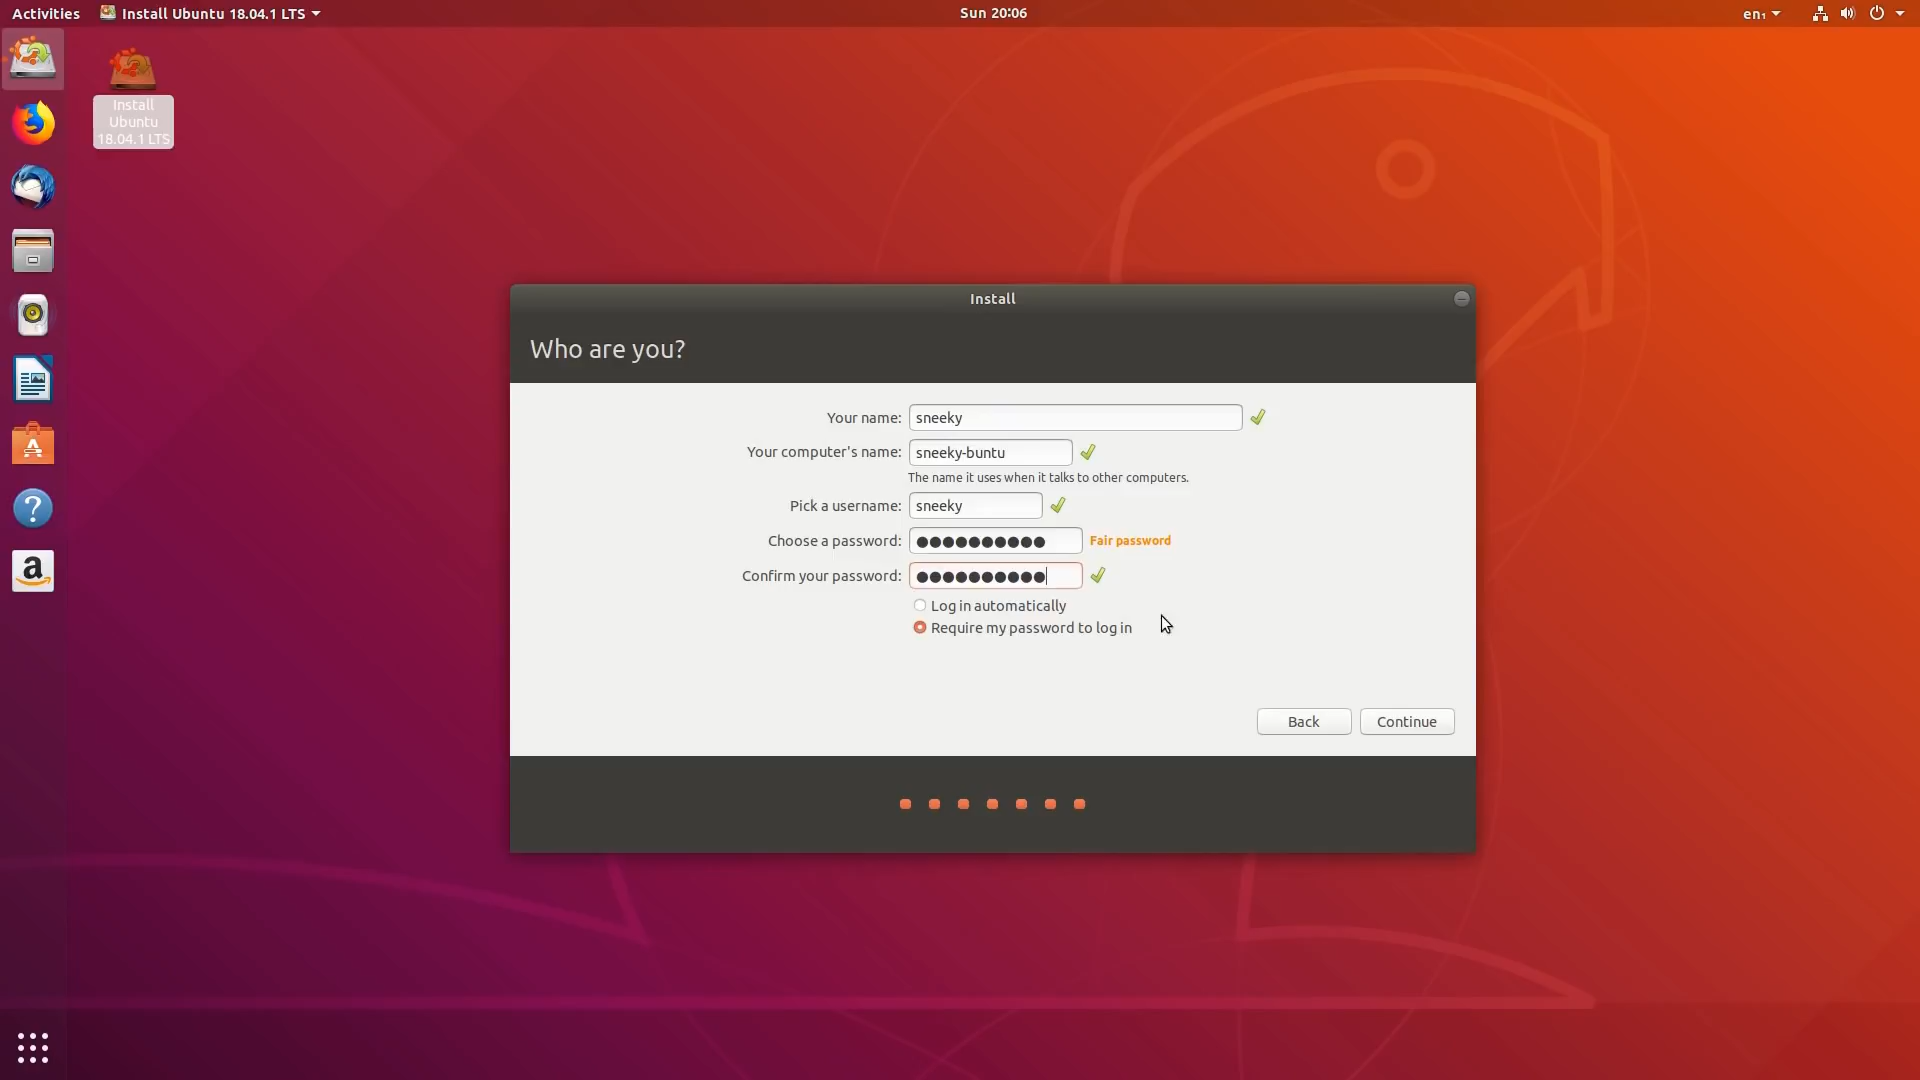 Activities Install Ubuntu 18.04.1 LTS Sun 20:06 en₁
Install
Ubuntu
18.04.1 LTS
Install
Who are you?
Your name: sneeky
Your computer's name: sneeky-buntu
The name it uses when it talks to other computers.
Pick a username: sneeky
Choose a password: ●●●●●●●●●● Fair password
Confirm your password: ●●●●●●●●●●
Log in automatically
Require my password to log in
Back Continue